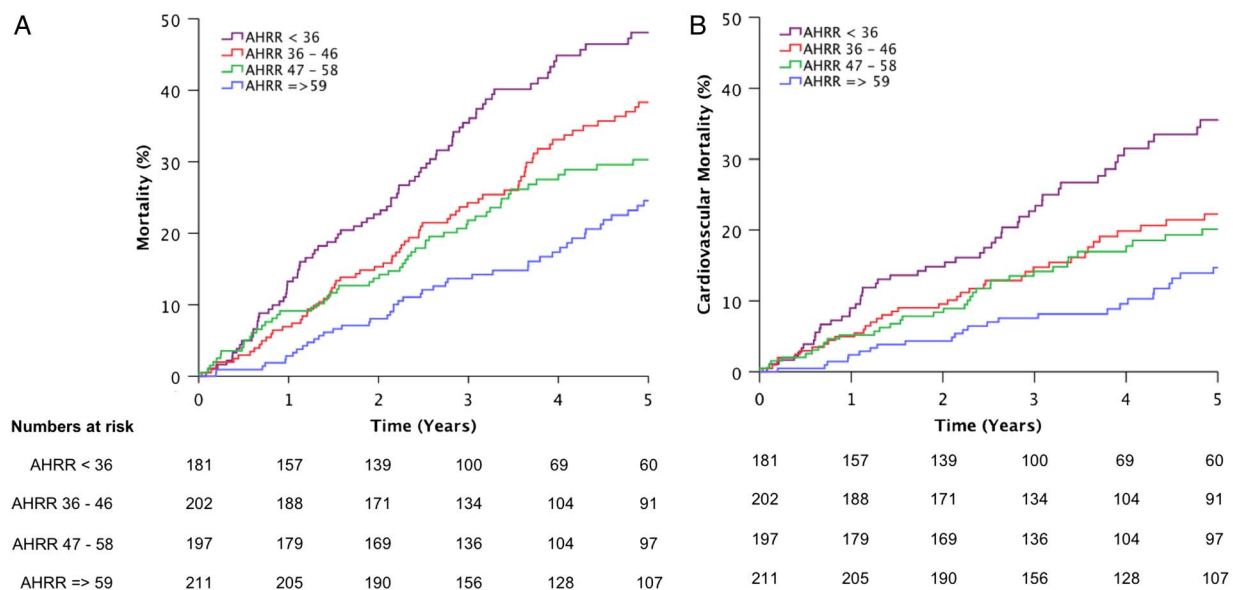 A
50
40
30
20
10
0
Mortality (%)
AHRR < 36
AHRR 36 – 46
AHRR 47 – 58
AHRR =>59
0 1 2 3 4 5
Time (Years)
B
50
40
30
20
10
0
Cardiovascular Mortality (%)
AHRR < 36
AHRR 36 – 46
AHRR 47 – 58
AHRR => 59
0 1 2 3 4 5
Time (Years)
Numbers at risk
AHRR < 36 181 157 139 100 69 60
AHRR 36 - 46 202 188 171 134 104 91
AHRR 47 - 58 197 179 169 136 104 97
AHRR => 59 211 205 190 156 128 107
181 157 139 100 69 60
202 188 171 134 104 91
197 179 169 136 104 97
211 205 190 156 128 107